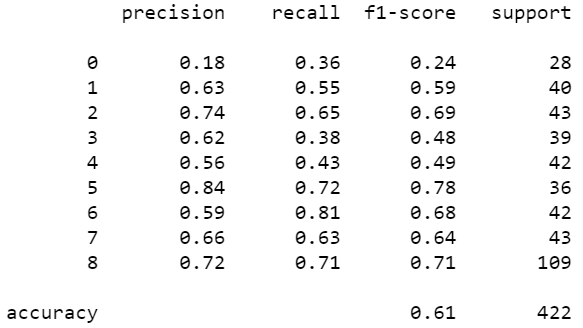 precision recall f1-score support
0 0.18 0.36 0.24 28
1 0.63 0.55 0.59 40
2 0.74 0.65 0.69 43
3 0.62 0.38 0.48 39
4 0.56 0.43 0.49 42
5 0.84 0.72 0.78 36
6 0.59 0.81 0.68 42
7 0.66 0.63 0.64 43
8 0.72 0.71 0.71 109
accuracy 0.61 422